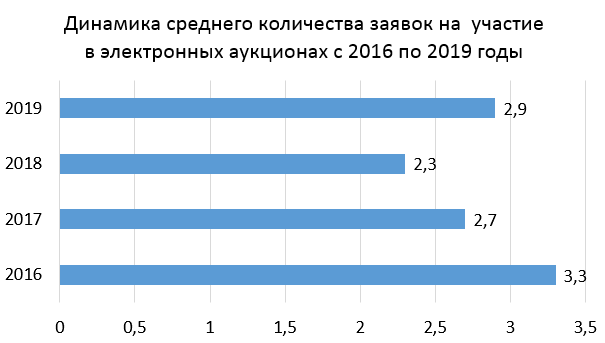 Динамика среднего количества заявок на участие
в электронных аукционах с 2016 по 2019 годы
2019
2,9
2018
2,3
2017
2,7
2016
3,3
0 0,5 1 1,5 2 2,5 3 3,5